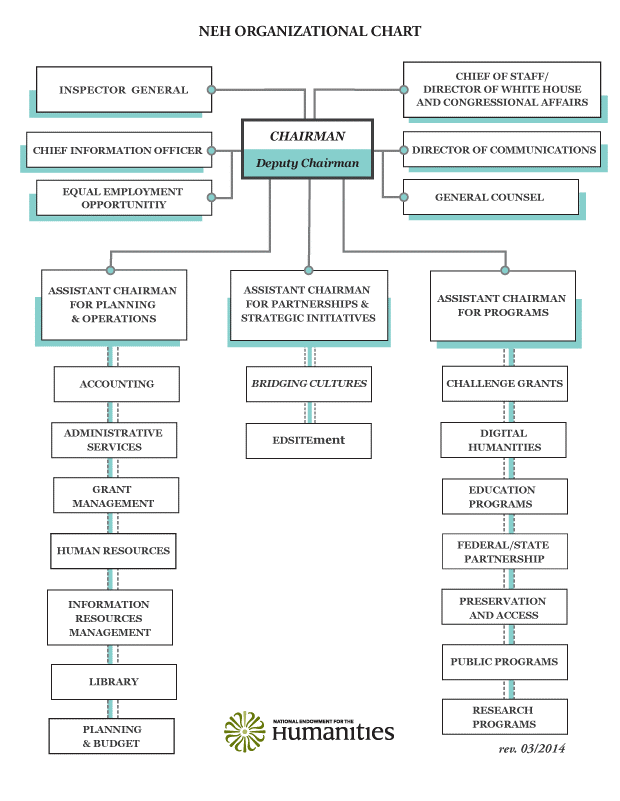 NEH ORGANIZATIONAL CHART
INSPECTOR GENERAL
CHIEF OF STAFF/
DIRECTOR OF WHITE HOUSE
AND CONGRESSIONAL AFFAIRS
CHAIRMAN
Deputy Chairman
CHIEF INFORMATION OFFICER
DIRECTOR OF COMMUNICATIONS
EQUAL EMPLOYMENT
OPPORTUNITIY
GENERAL COUNSEL
ASSISTANT CHAIRMAN
FOR PLANNING
& OPERATIONS
ASSISTANT CHAIRMAN
FOR PARTNERSHIPS &
STRATEGIC INITIATIVES
ASSISTANT CHAIRMAN
FOR PROGRAMS
ACCOUNTING
ADMINISTRATIVE
SERVICES
GRANT
MANAGEMENT
HUMAN RESOURCES
INFORMATION
RESOURCES
MANAGEMENT
LIBRARY
PLANNING
& BUDGET
BRIDGING CULTURES
EDSITEment
CHALLENGE GRANTS
DIGITAL
HUMANITIES
EDUCATION
PROGRAMS
FEDERAL/STATE
PARTNERSHIP
PRESERVATION
AND ACCESS
PUBLIC PROGRAMS
RESEARCH
PROGRAMS
NATIONAL ENDOWMENT FOR THE
Humanities
rev. 03/2014